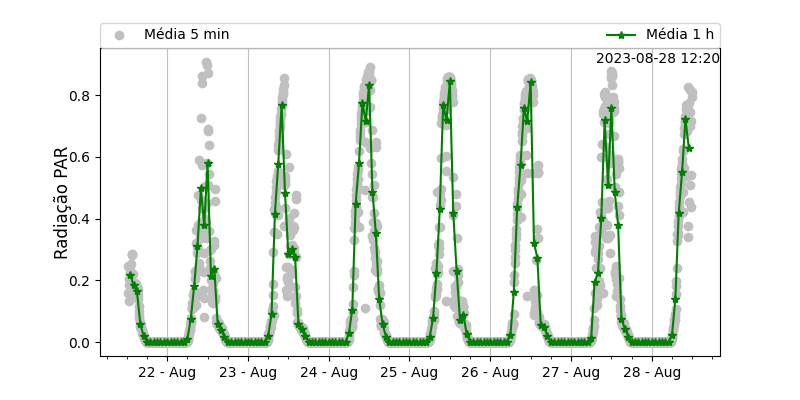 Média 5 min
Média 1 h
2023-08-28 12:20
Radiação PAR
0.8
0.6
0.4
0.2
0.0
22 - Aug
23 - Aug
24 - Aug
25 - Aug
26 - Aug
27 - Aug
28 - Aug